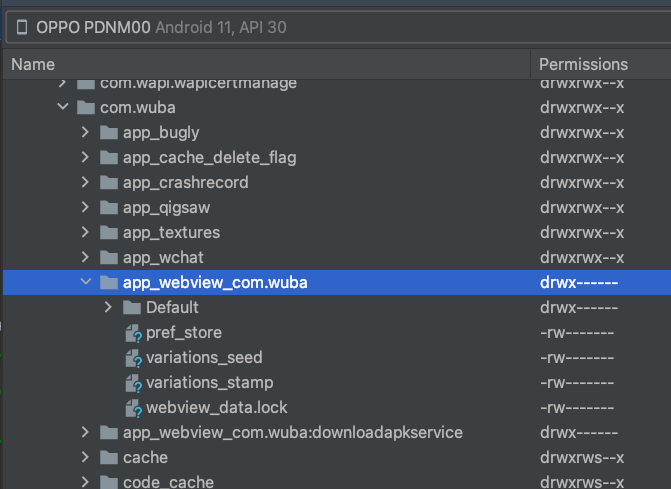 OPPO PDNM00 Android 11, API 30
Name Permissions
com.wapi.wapicertmanage drwxrwx--x
com.wuba drwxrwx--x
app_bugly drwxrwx--x
app_cache_delete_flag drwxrwx--x
app_crashrecord drwxrwx--x
app_qigsaw drwxrwx--x
app_textures drwxrwx--x
app_wchat drwxrwx--x
app_webview_com.wuba drwx------
Default drwx------
pref_store -rw-------
variations_seed -rw-------
variations_stamp -rw-------
webview_data.lock -rw-------
app_webview_com.wuba:downloadapkservice drwx------
cache drwxrws--x
code_cache drwxrws--x